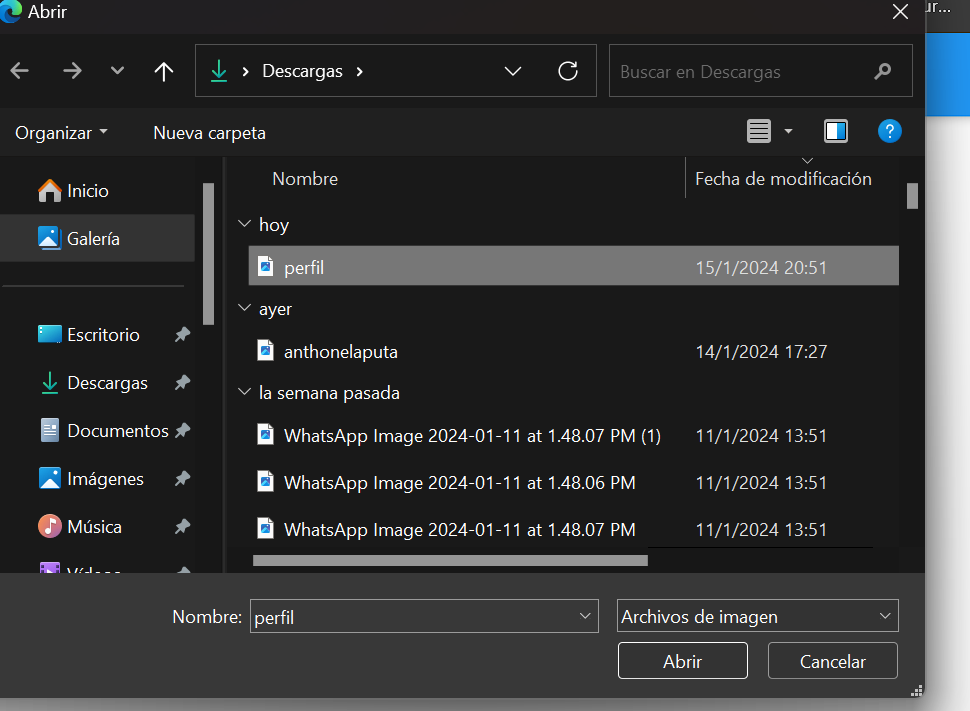 Abrir
ur...
Descargas
Buscar en Descargas
Organizar
Nueva carpeta
?
Nombre
Fecha de modificación
Inicio
Galería
Escritorio
Descargas
Documentos
Imágenes
Música
Vídeos
hoy
perfil 15/1/2024 20:51
ayer
anthonelaputa 14/1/2024 17:27
la semana pasada
WhatsApp Image 2024-01-11 at 1.48.07 PM (1) 11/1/2024 13:51
WhatsApp Image 2024-01-11 at 1.48.06 PM 11/1/2024 13:51
WhatsApp Image 2024-01-11 at 1.48.07 PM 11/1/2024 13:51
Nombre: perfil
Archivos de imagen
Abrir
Cancelar